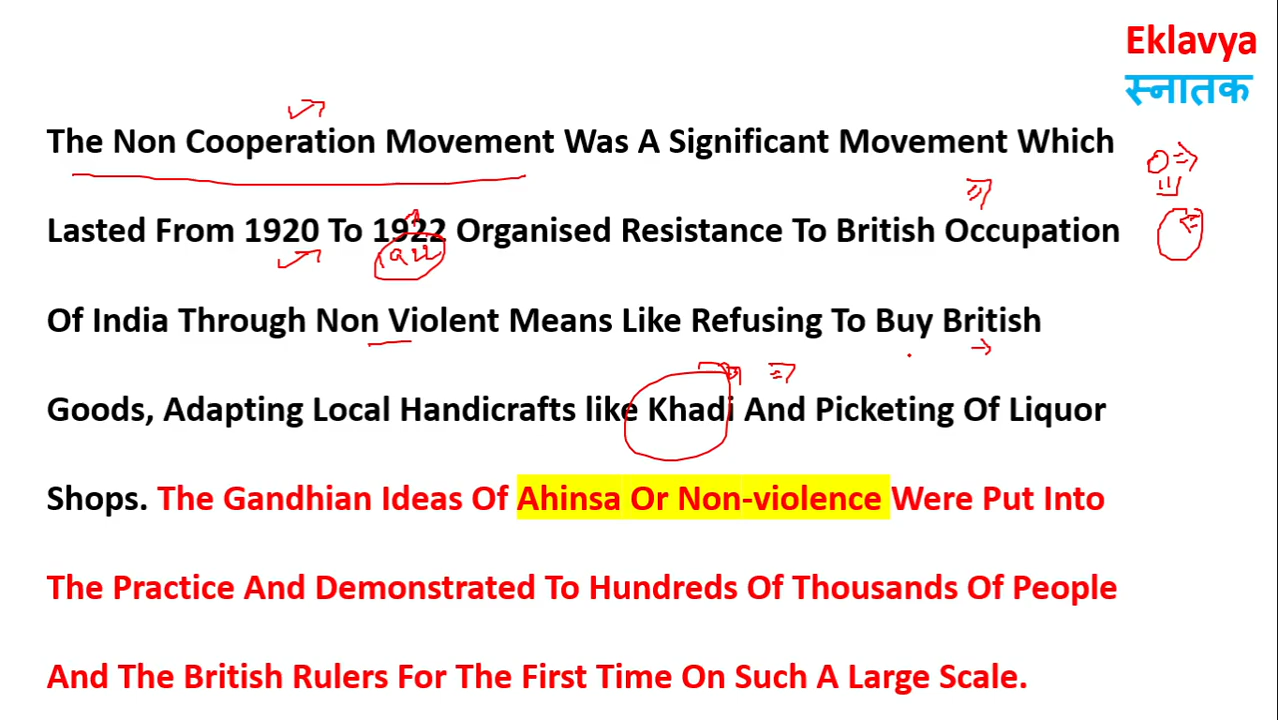 Eklavya
स्नातक
The Non Cooperation Movement Was A Significant Movement Which
Lasted From 1920 To 1922 Organised Resistance To British Occupation
1922
Of India Through Non Violent Means Like Refusing To Buy British
Goods, Adapting Local Handicrafts like Khadi And Picketing Of Liquor
Shops. The Gandhian Ideas Of Ahinsa Or Non-violence Were Put Into
The Practice And Demonstrated To Hundreds Of Thousands Of People
And The British Rulers For The First Time On Such A Large Scale.